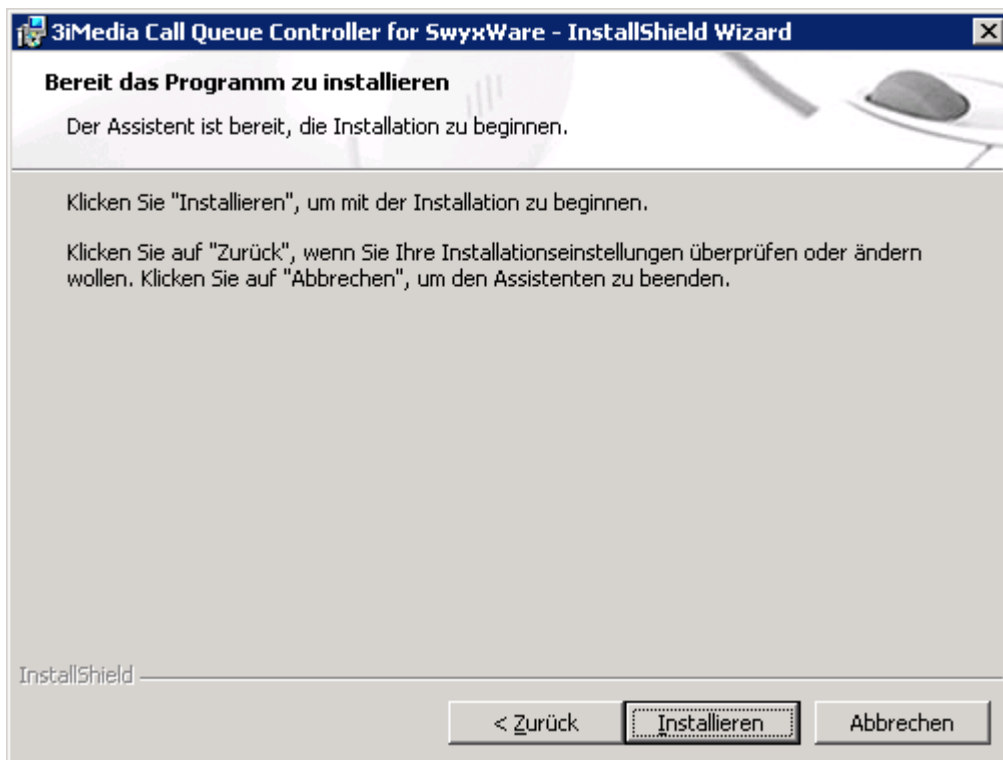 3iMedia Call Queue Controller for SwyxWare - InstallShield Wizard
Bereit das Programm zu installieren
Der Assistent ist bereit, die Installation zu beginnen.
Klicken Sie "Installieren", um mit der Installation zu beginnen.
Klicken Sie auf "Zurück", wenn Sie Ihre Installationseinstellungen überprüfen oder ändern
wollen. Klicken Sie auf "Abbrechen", um den Assistenten zu beenden.
InstallShield
< Zurück Installieren Abbrechen